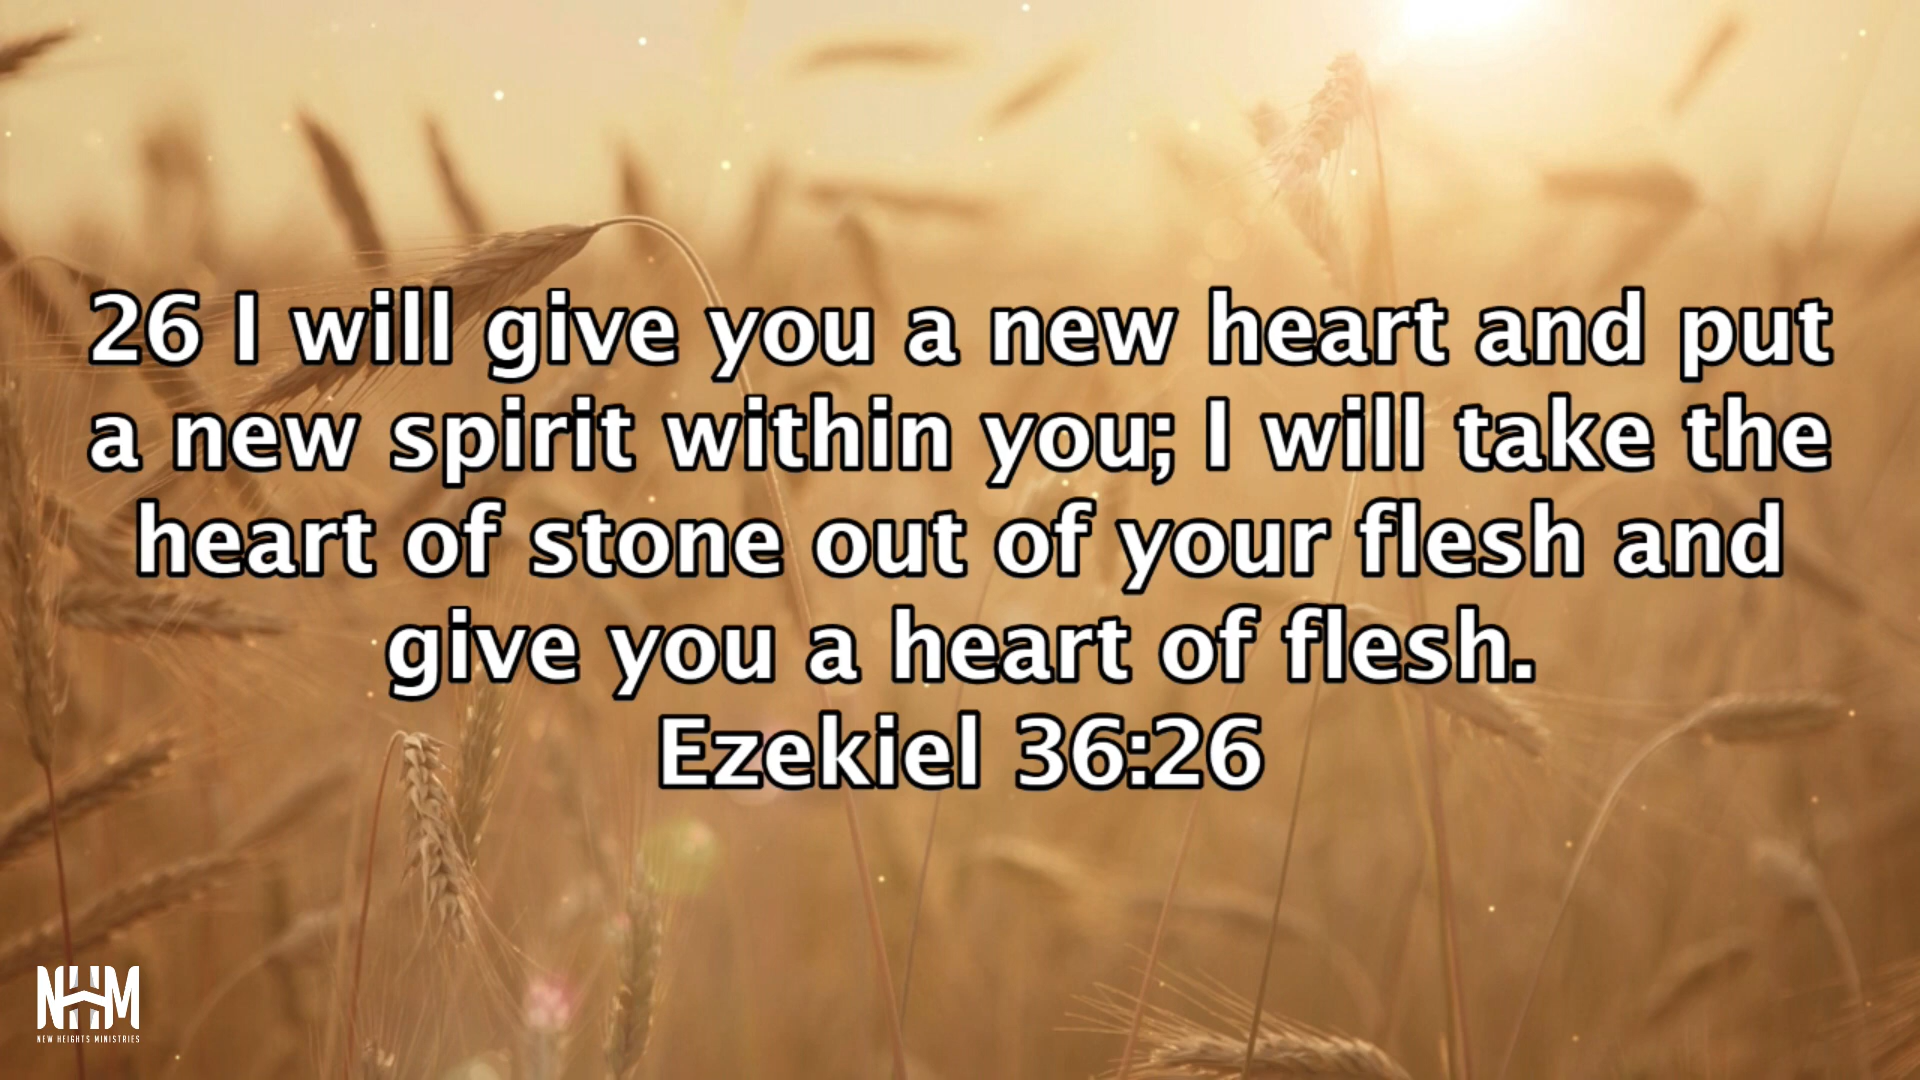 26 I will give you a new heart and put
a new spirit within you; I will take the
heart of stone out of your flesh and
give you a heart of flesh.
Ezekiel 36:26
NHM
NEW HEIGHTS MINISTRIES